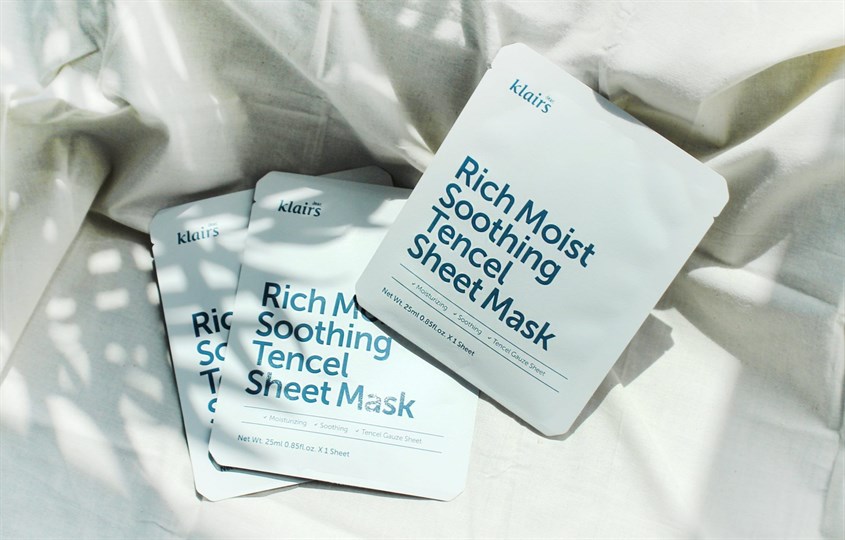 klairs
Rich Moist
Soothing
Tencel
Sheet Mask
✓ Moisturizing ✓ Soothing ✓ Tencel Gauze Sheet
Net Wt. 25ml 0.85fl.oz. X 1 Sheet
klairs
Rich Mo
Soothing
Tencel
Sheet Mask
✓ Moisturizing ✓ Soothing ✓ Tencel Gauze Sheet
Net Wt. 25ml 0.85fl.oz. X 1 Sheet
klairs
Ric